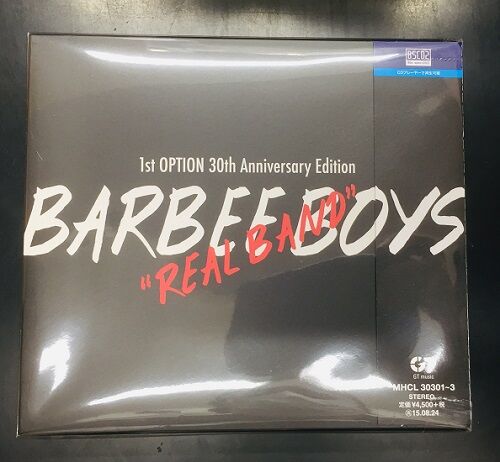 BSCD2
CDプレーヤーで再生可能
1st OPTION 30th Anniversary Edition
BARBEE BOYS
"REAL BAND"
GT music
MHCL 30301~3
STEREO
定価¥4,500+税
15.08.24